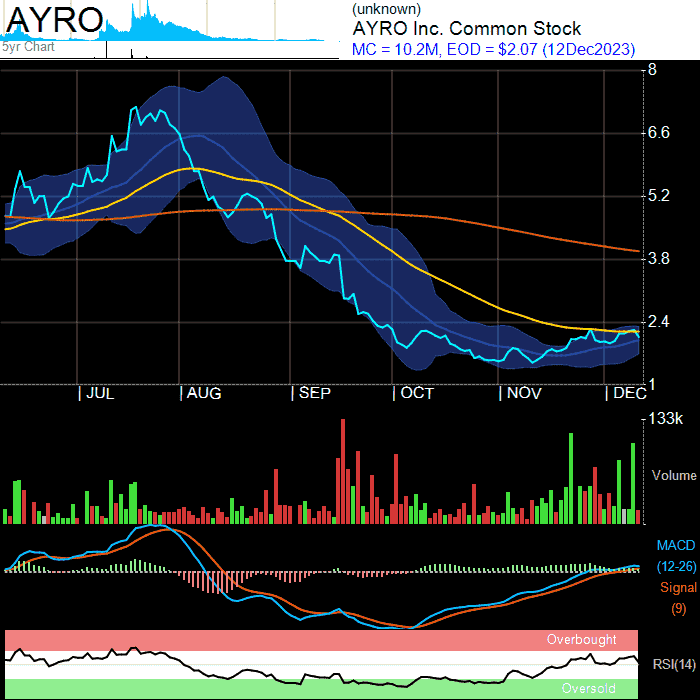 AYRO
5yr Chart
(unknown)
AYRO Inc. Common Stock
MC = 10.2M, EOD = $2.07 (12Dec2023)
8
6.6
5.2
3.8
2.4
1
JUL AUG SEP OCT NOV DEC
133k
Volume
MACD
(12-26)
Signal
(9)
Overbought
RSI(14)
Oversold